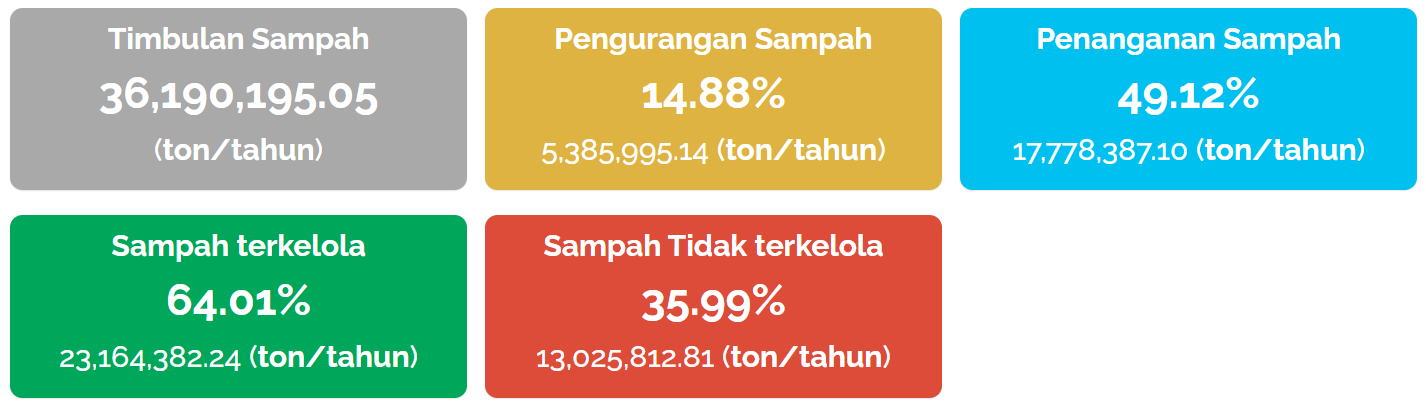 Timbulan Sampah
36,190,195.05
(ton/tahun)
Pengurangan Sampah
14.88%
5,385,995.14 (ton/tahun)
Penanganan Sampah
49.12%
17,778,387.10 (ton/tahun)
Sampah terkelola
64.01%
23,164,382.24 (ton/tahun)
Sampah Tidak terkelola
35.99%
13,025,812.81 (ton/tahun)